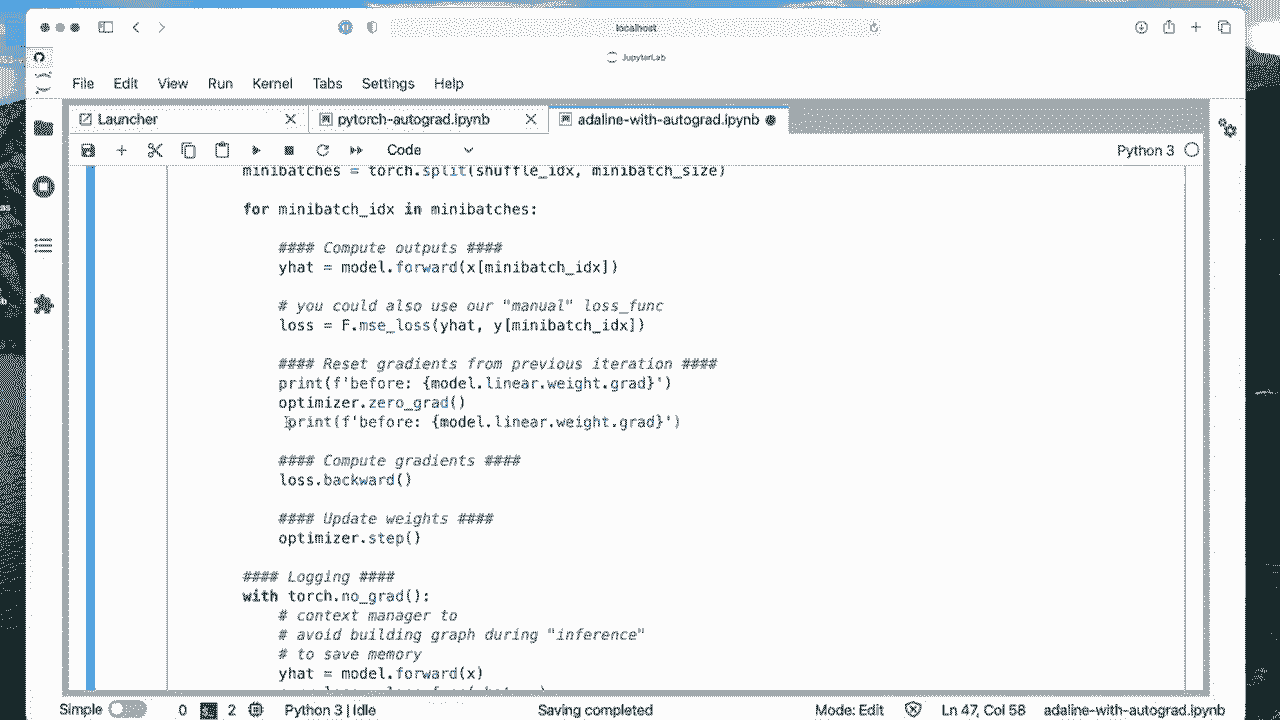 localhost
JupyterLab
File Edit View Run Kernel Tabs Settings Help
Launcher pytorch-autograd.ipynb adaline-with-autograd.ipynb
Code Python 3
minibatches = torch.split(shuffle_idx, minibatch_size)
for minibatch_idx in minibatches:
#### Compute outputs ####
yhat = model.forward(x[minibatch_idx])
# you could also use our "manual" loss_func
loss = F.mse_loss(yhat, y[minibatch_idx])
#### Reset gradients from previous iteration ####
print(f'before: {model.linear.weight.grad}')
optimizer.zero_grad()
print(f'before: {model.linear.weight.grad}')
#### Compute gradients ####
loss.backward()
#### Update weights ####
optimizer.step()
#### Logging ####
with torch.no_grad():
# context manager to
# avoid building graph during "inference"
# to save memory
yhat = model.forward(x)
Simple 0 2 Python 3 | Idle Saving completed Mode: Edit Ln 47, Col 58 adaline-with-autograd.ipynb